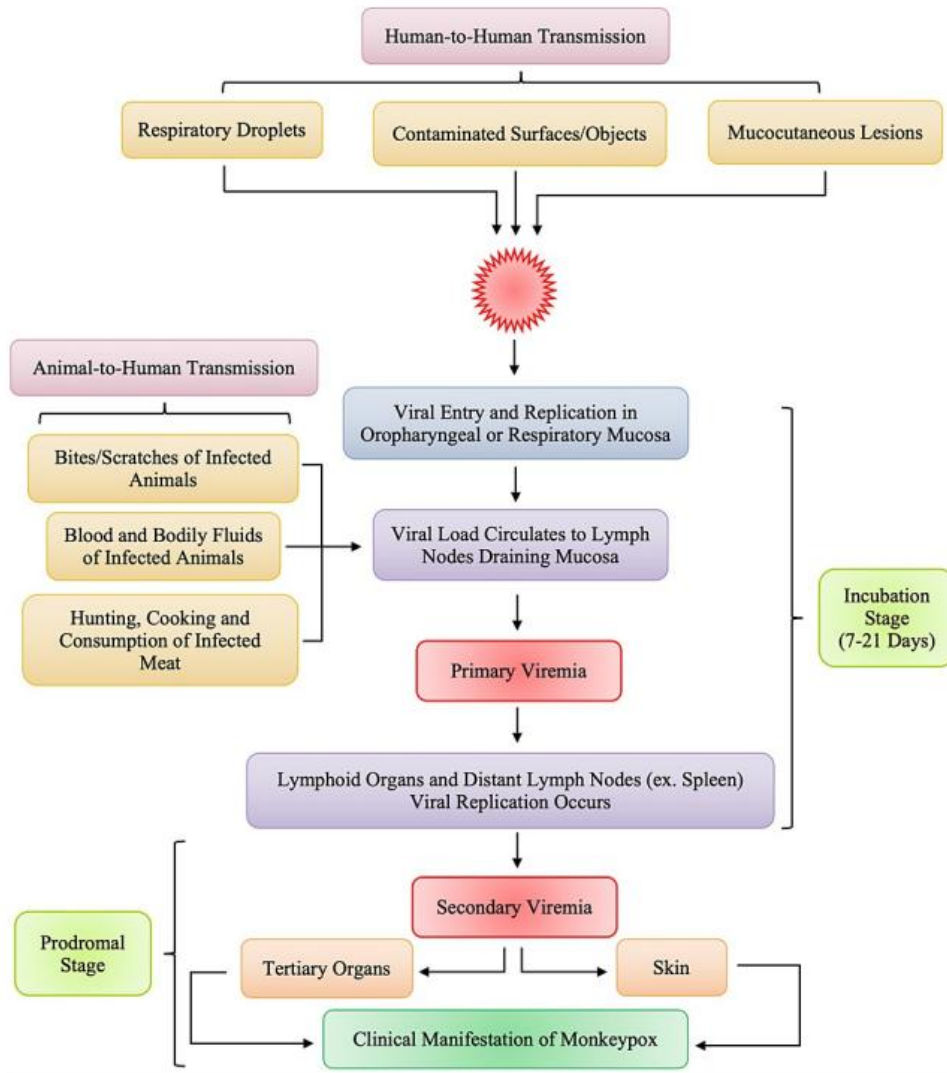 Human-to-Human Transmission
Respiratory Droplets
Contaminated Surfaces/Objects
Mucocutaneous Lesions
Animal-to-Human Transmission
Bites/Scratches of Infected
Animals
Blood and Bodily Fluids
of Infected Animals
Hunting, Cooking and
Consumption of Infected
Meat
Viral Entry and Replication in
Oropharyngeal or Respiratory Mucosa
Viral Load Circulates to Lymph
Nodes Draining Mucosa
Primary Viremia
Lymphoid Organs and Distant Lymph Nodes (ex. Spleen)
Viral Replication Occurs
Incubation
Stage
(7-21 Days)
Secondary Viremia
Prodromal
Stage
Tertiary Organs
Skin
Clinical Manifestation of Monkeypox